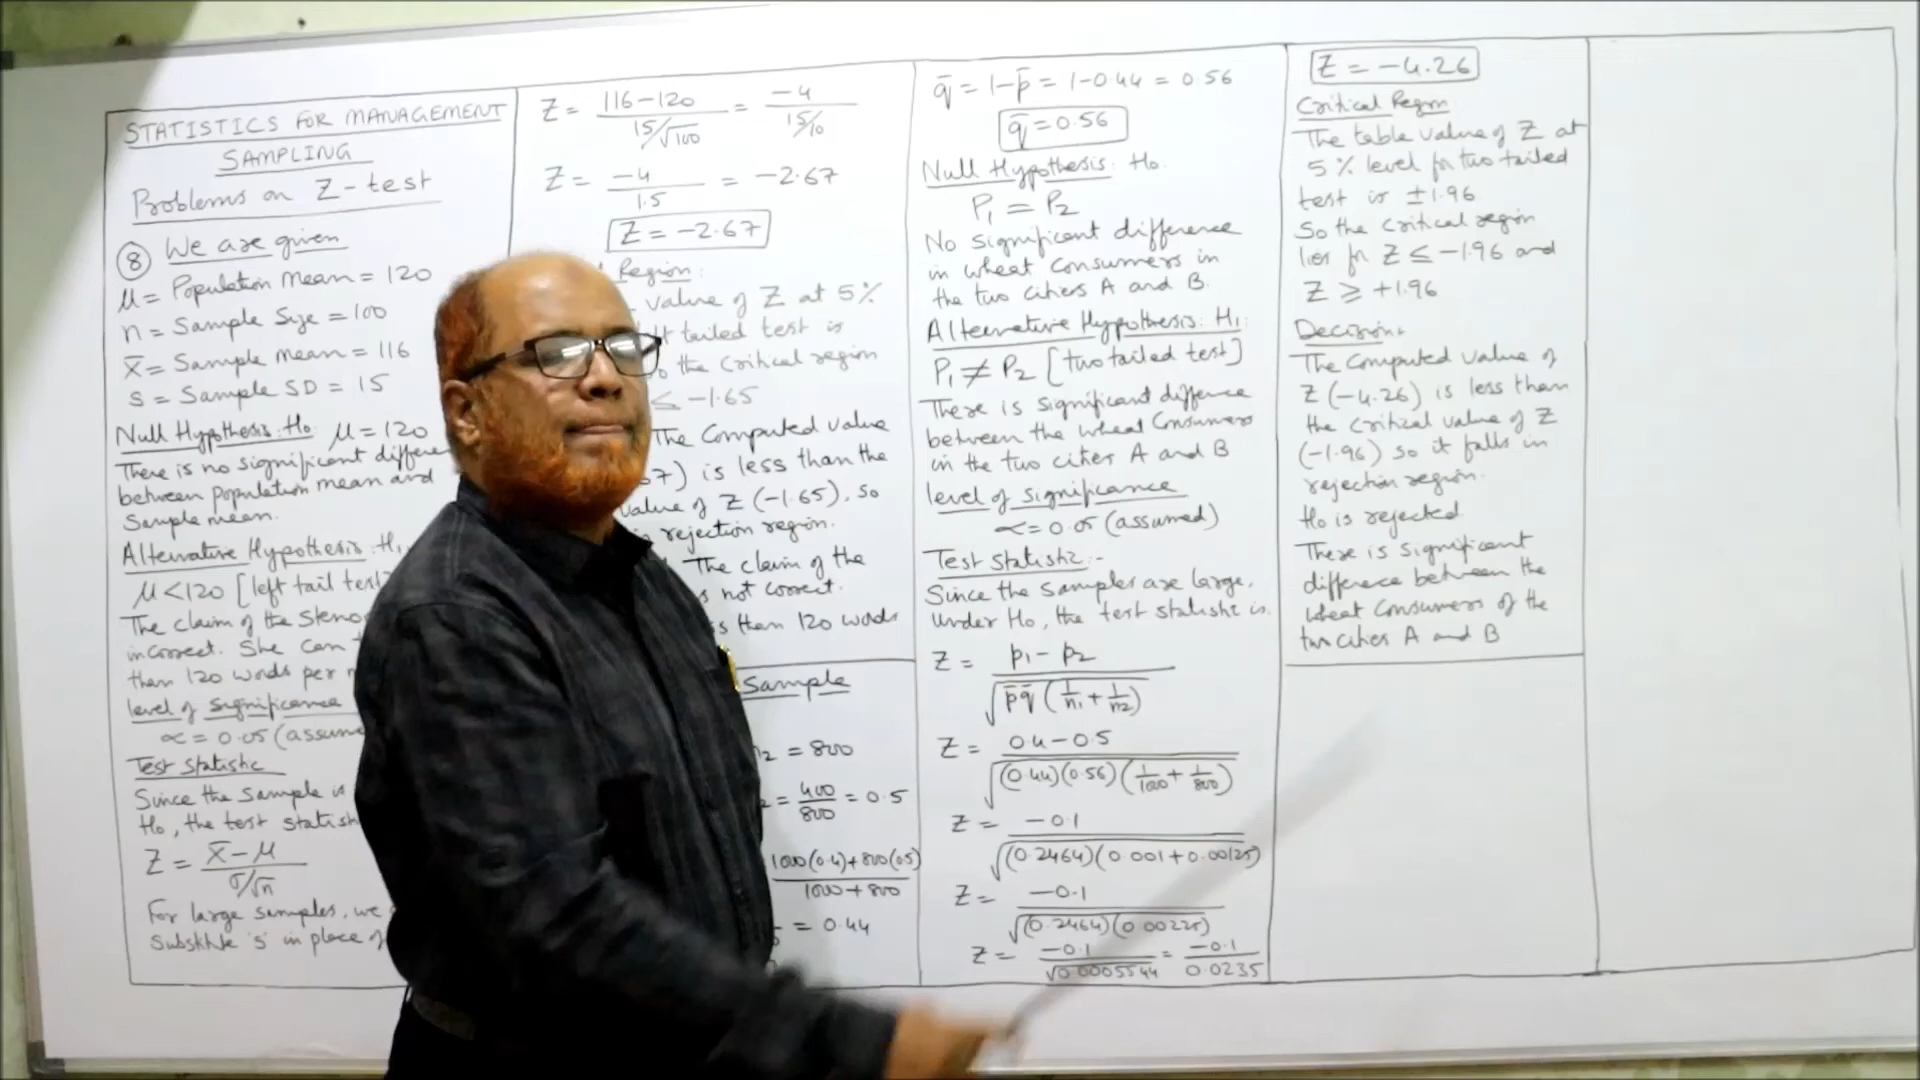 STATISTICS FOR MANAGEMENT
SAMPLING
Problems on Z-test
⑧ We are given
μ = Population Mean = 120
n = Sample Size = 100
x̄ = Sample Mean = 116
s = Sample SD = 15
Null Hypothesis: H₀ μ = 120
There is no significant differe
between population mean and
Sample mean.
Alternative Hypothesis: H₁
μ < 120 [left tail test
The claim of the Steno
incorrect. She can
than 120 words per
level of significance
α = 0.05 (assume
Test Statistic
Since the Sample is
H₀, the test statist
Z = x̄ - μ / σ/√n
For large samples, we
Substitute 's' in place of
Z = 116-120 / 15/√100 = -4 / 15/10
Z = -4 / 1.5 = -2.67
Z = -2.67
Region:
value of Z at 5%
tailed test is
the critical region
≤ -1.65
The Computed value
7) is less than the
value of Z (-1.65), so
rejection region.
The claim of the
not correct.
than 120 words
Sample
= 800
= 400/800 = 0.5
1000(0.4)+800(0.5) / 1000+800
= 0.44
q̄ = 1-p̄ = 1-0.44 = 0.56
q̄ = 0.56
Null Hypothesis: H₀
P₁ = P₂
No significant difference
in wheat Consumers in
the two cities A and B.
Alternative Hypothesis: H₁:
P₁ ≠ P₂ [two tailed test]
There is significant difference
between the wheat Consumers
in the two cities A and B
level of significance
α = 0.05 (assumed)
Test Statistic:-
Since the Samples are large,
under H₀, the test statistic is.
Z = p₁ - p₂ / √p̄q̄(1/n₁ + 1/n₂)
Z = 0.4-0.5 / √(0.44)(0.56)(1/1000 + 1/800)
Z = -0.1 / √(0.2464)(0.001+0.00125)
Z = -0.1 / √(0.2464)(0.00225)
Z = -0.1 / √0.0005544 = -0.1 / 0.0235
Z = -4.26
Critical Region
The table value of Z at
5% level for two tailed
test is ±1.96
So the critical region
lies for Z ≤ -1.96 and
Z ≥ +1.96
Decision:
The Computed value of
Z (-4.26) is less than
the critical value of Z
(-1.96) so it falls in
rejection region.
H₀ is rejected
There is significant
difference between the
wheat Consumers of the
two cities A and B